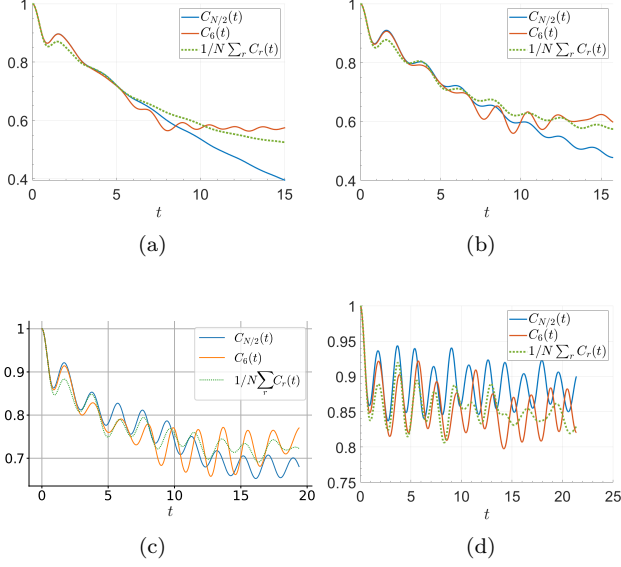 1
0.8
0.6
0.4
0
5
10
15
t
C_{N/2}(t)
C_6(t)
1/N ∑_r C_r(t)
(a)
1
0.8
0.6
0.4
0
5
10
15
t
C_{N/2}(t)
C_6(t)
1/N ∑_r C_r(t)
(b)
1
0.9
0.8
0.7
0
5
10
15
20
t
C_{N/2}(t)
C_6(t)
1/N ∑_r C_r(t)
(c)
1
0.95
0.9
0.85
0.8
0.75
0
5
10
15
20
25
t
C_{N/2}(t)
C_6(t)
1/N ∑_r C_r(t)
(d)